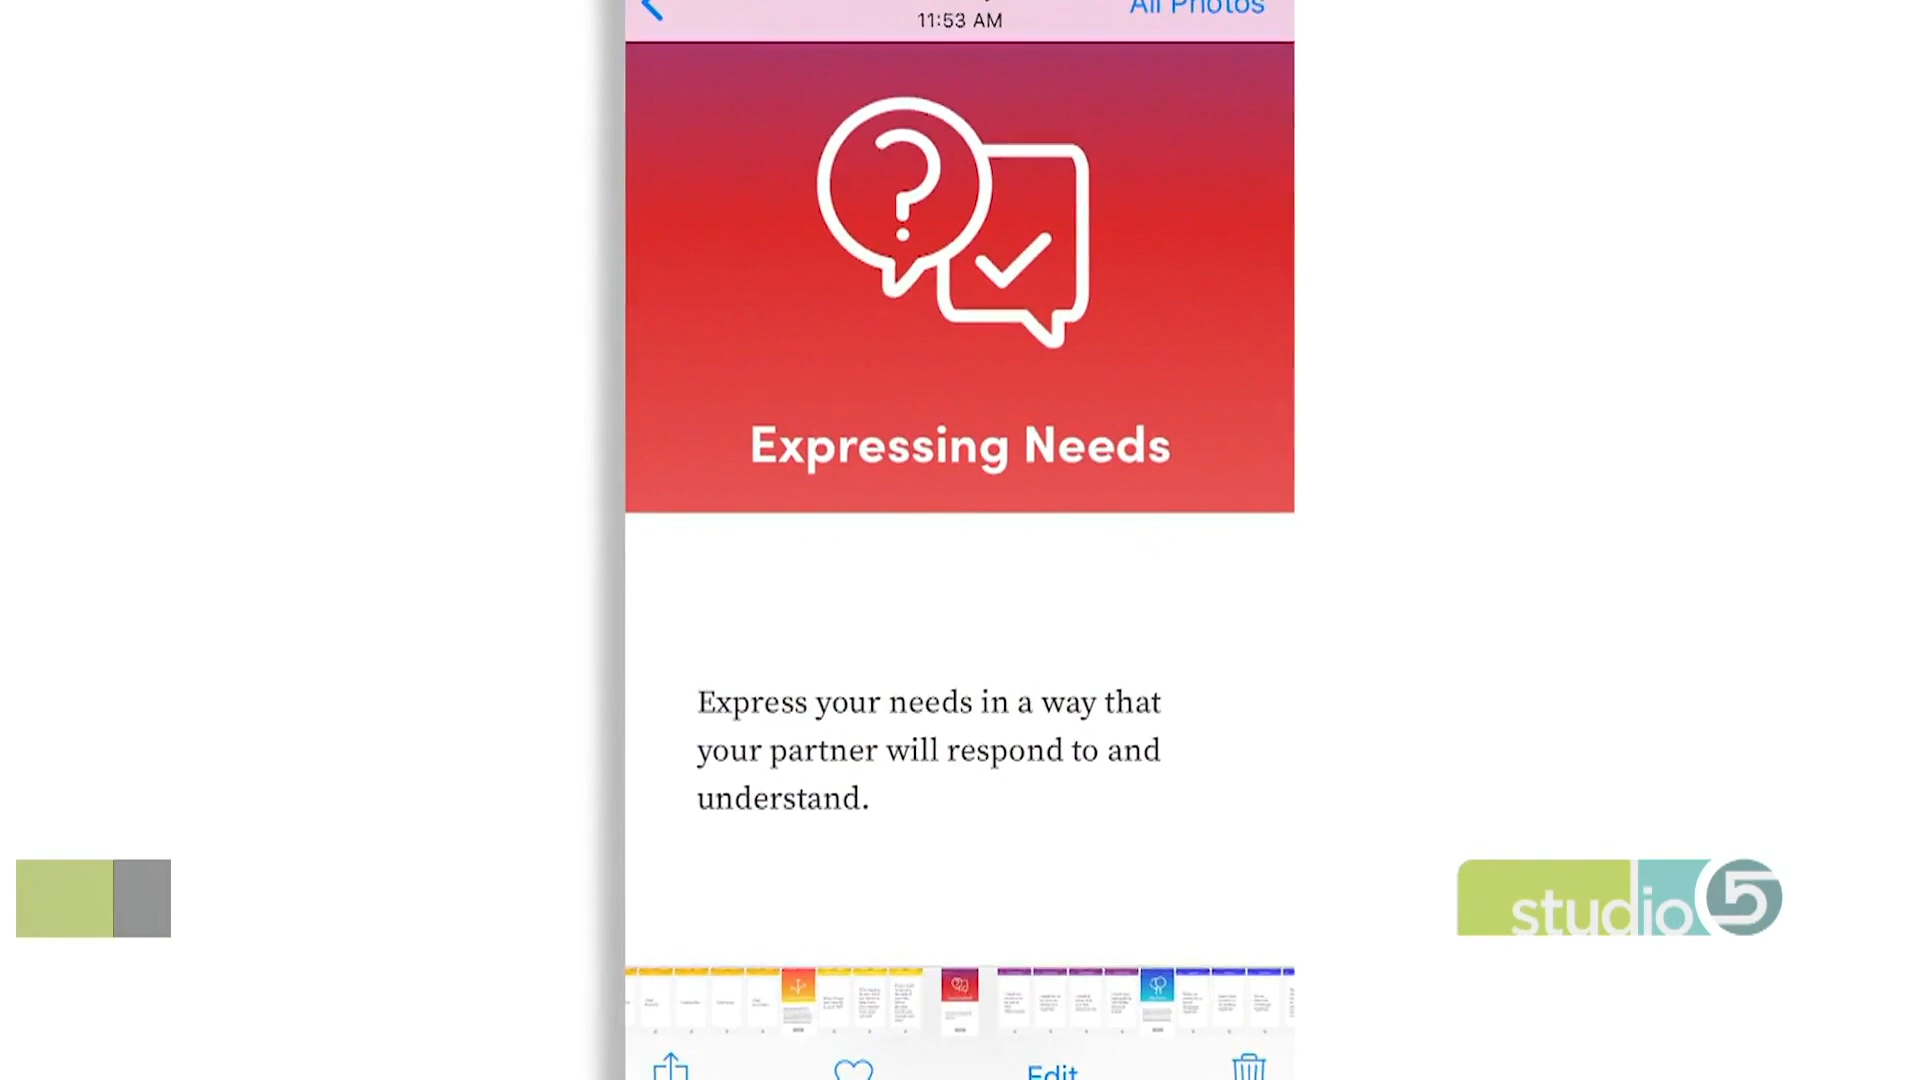 11:53 AM
All Photos
?
Expressing Needs
Express your needs in a way that
your partner will respond to and
understand.
studio 5
Edit